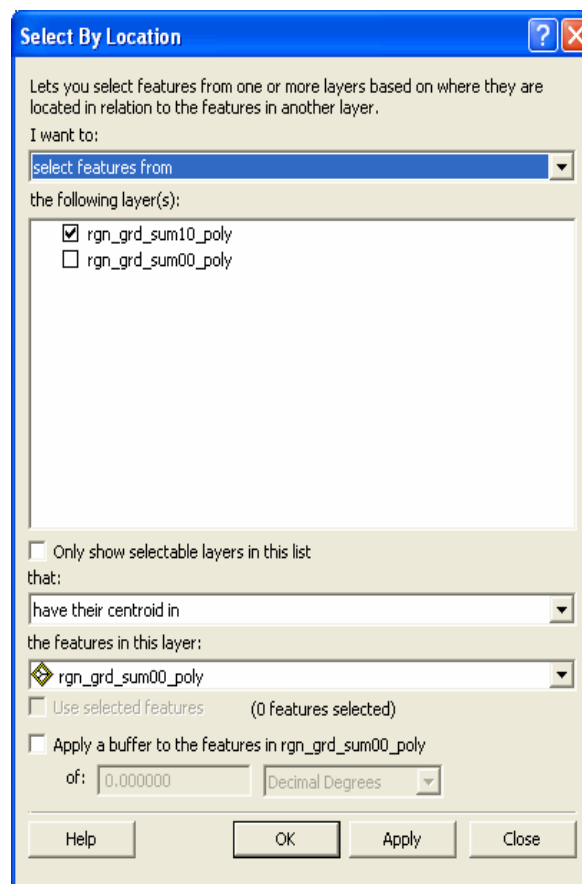 Select By Location
Lets you select features from one or more layers based on where they are
located in relation to the features in another layer.
I want to:
select features from
the following layer(s):
rgn_grd_sum10_poly
rgn_grd_sum00_poly
Only show selectable layers in this list
that:
have their centroid in
the features in this layer:
rgn_grd_sum00_poly
Use selected features (0 features selected)
Apply a buffer to the features in rgn_grd_sum00_poly
of: 0.000000 Decimal Degrees
Help OK Apply Close